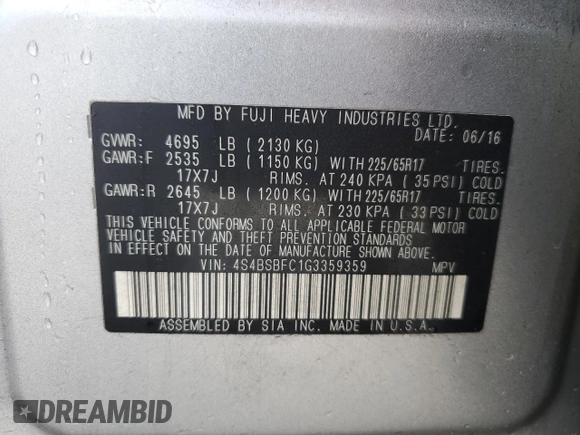 MFD BY FUJI HEAVY INDUSTRIES LTD.
DATE: 06/16
GVWR: 4695 LB ( 2130 KG)
GAWR:F 2535 LB ( 1150 KG) WITH 225/65R17 TIRES.
17X7J RIMS. AT 240 KPA ( 35 PSI) COLD
GAWR:R 2645 LB ( 1200 KG) WITH 225/65R17 TIRES.
17X7J RIMS. AT 230 KPA ( 33 PSI) COLD
THIS VEHICLE CONFORMS TO ALL APPLICABLE FEDERAL MOTOR
VEHICLE SAFETY AND THEFT PREVENTION STANDARDS
IN EFFECT ON THE DATE OF MANUFACTURE SHOWN ABOVE.
VIN: 4S4BSBFC1G3359359 MPV
ASSEMBLED BY SIA INC. MADE IN U.S.A.
DREAMBID